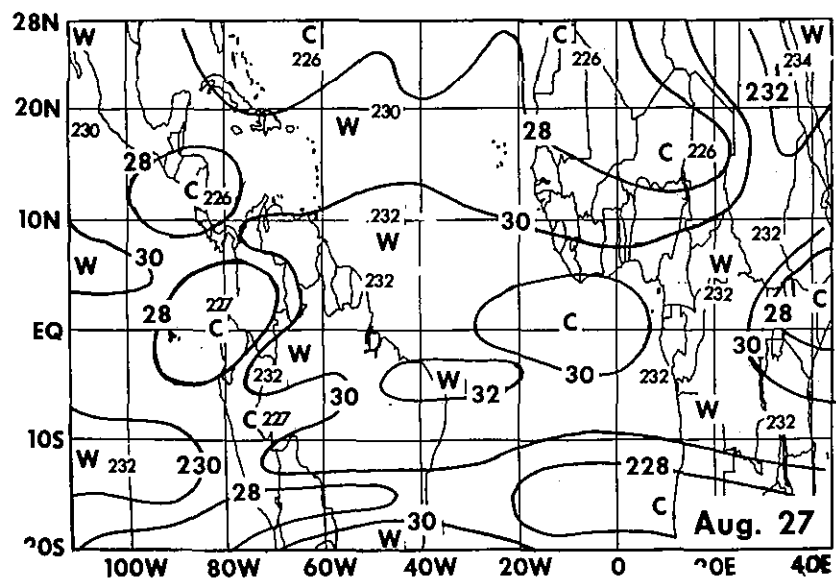 28N W C C W
226 226 234
232
20N 230
230 W 28
28 C 226
C 226
10N 232 30
W
30 232
W W
232 232
227 28 C
28
EQ C C
30
W
232 30 232
W 32
30 W
C 227 232
10S
W 232 230 228
28
C
30 Aug. 27
20S W
100W 80W 60W 40W 20W 0 20E 40E